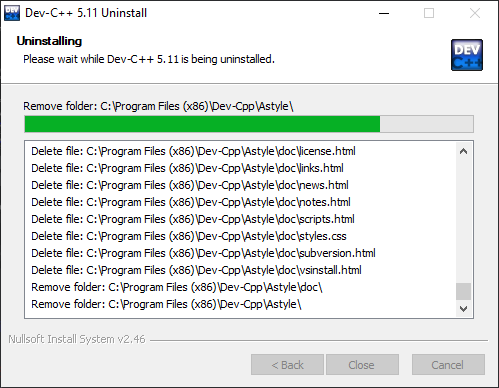 Dev-C++ 5.11 Uninstall
Uninstalling
Please wait while Dev-C++ 5.11 is being uninstalled.
DEV
C++
Remove folder: C:\Program Files (x86)\Dev-Cpp\Astyle\
Delete file: C:\Program Files (x86)\Dev-Cpp\Astyle\doc\license.html
Delete file: C:\Program Files (x86)\Dev-Cpp\Astyle\doc\links.html
Delete file: C:\Program Files (x86)\Dev-Cpp\Astyle\doc\news.html
Delete file: C:\Program Files (x86)\Dev-Cpp\Astyle\doc\notes.html
Delete file: C:\Program Files (x86)\Dev-Cpp\Astyle\doc\scripts.html
Delete file: C:\Program Files (x86)\Dev-Cpp\Astyle\doc\styles.css
Delete file: C:\Program Files (x86)\Dev-Cpp\Astyle\doc\subversion.html
Delete file: C:\Program Files (x86)\Dev-Cpp\Astyle\doc\vsinstall.html
Remove folder: C:\Program Files (x86)\Dev-Cpp\Astyle\doc\
Remove folder: C:\Program Files (x86)\Dev-Cpp\Astyle\
Nullsoft Install System v2.46
< Back
Close
Cancel